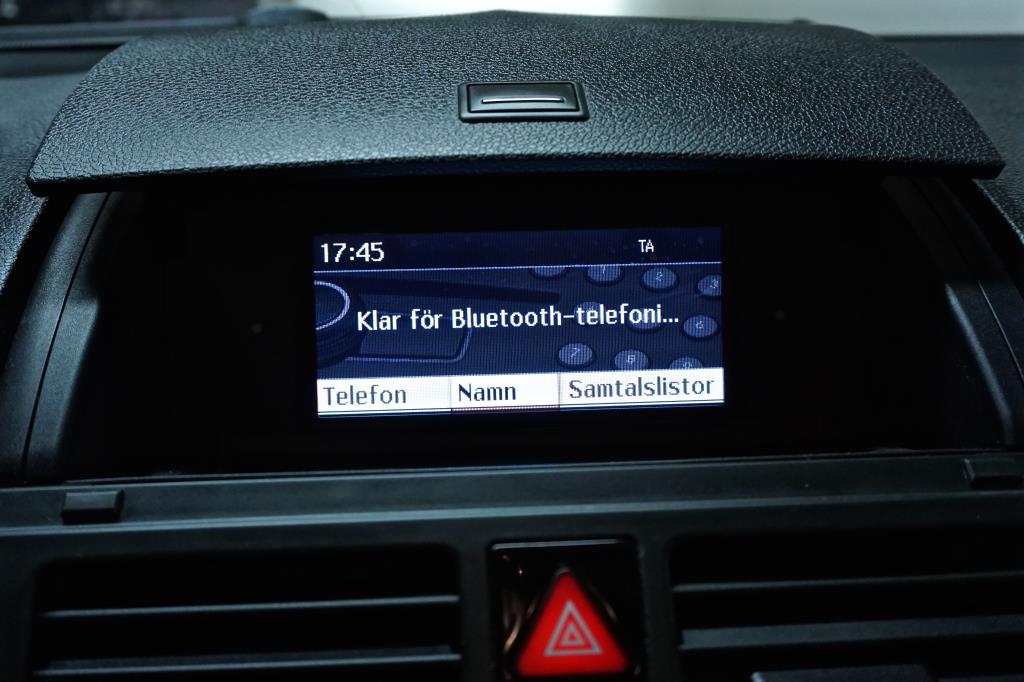 17:45 TA
Klar för Bluetooth-telefoni...
Telefon Namn Samtalslistor